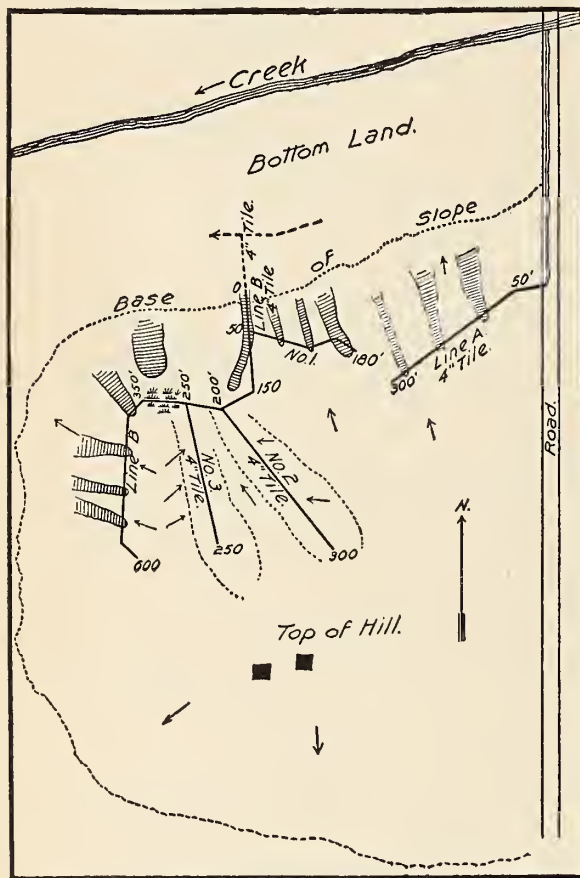 Creek
Bottom Land.
4" Tile.
Slope
of
Base
0
50'
Line B
4" Tile
50
No.1.
180'
Line A
4" Tile.
300'
350'
250'
200'
150
Line B
No. 3
4" Tile.
No. 2
4" Tile.
Road.
N.
600
250
300
Top of Hill.